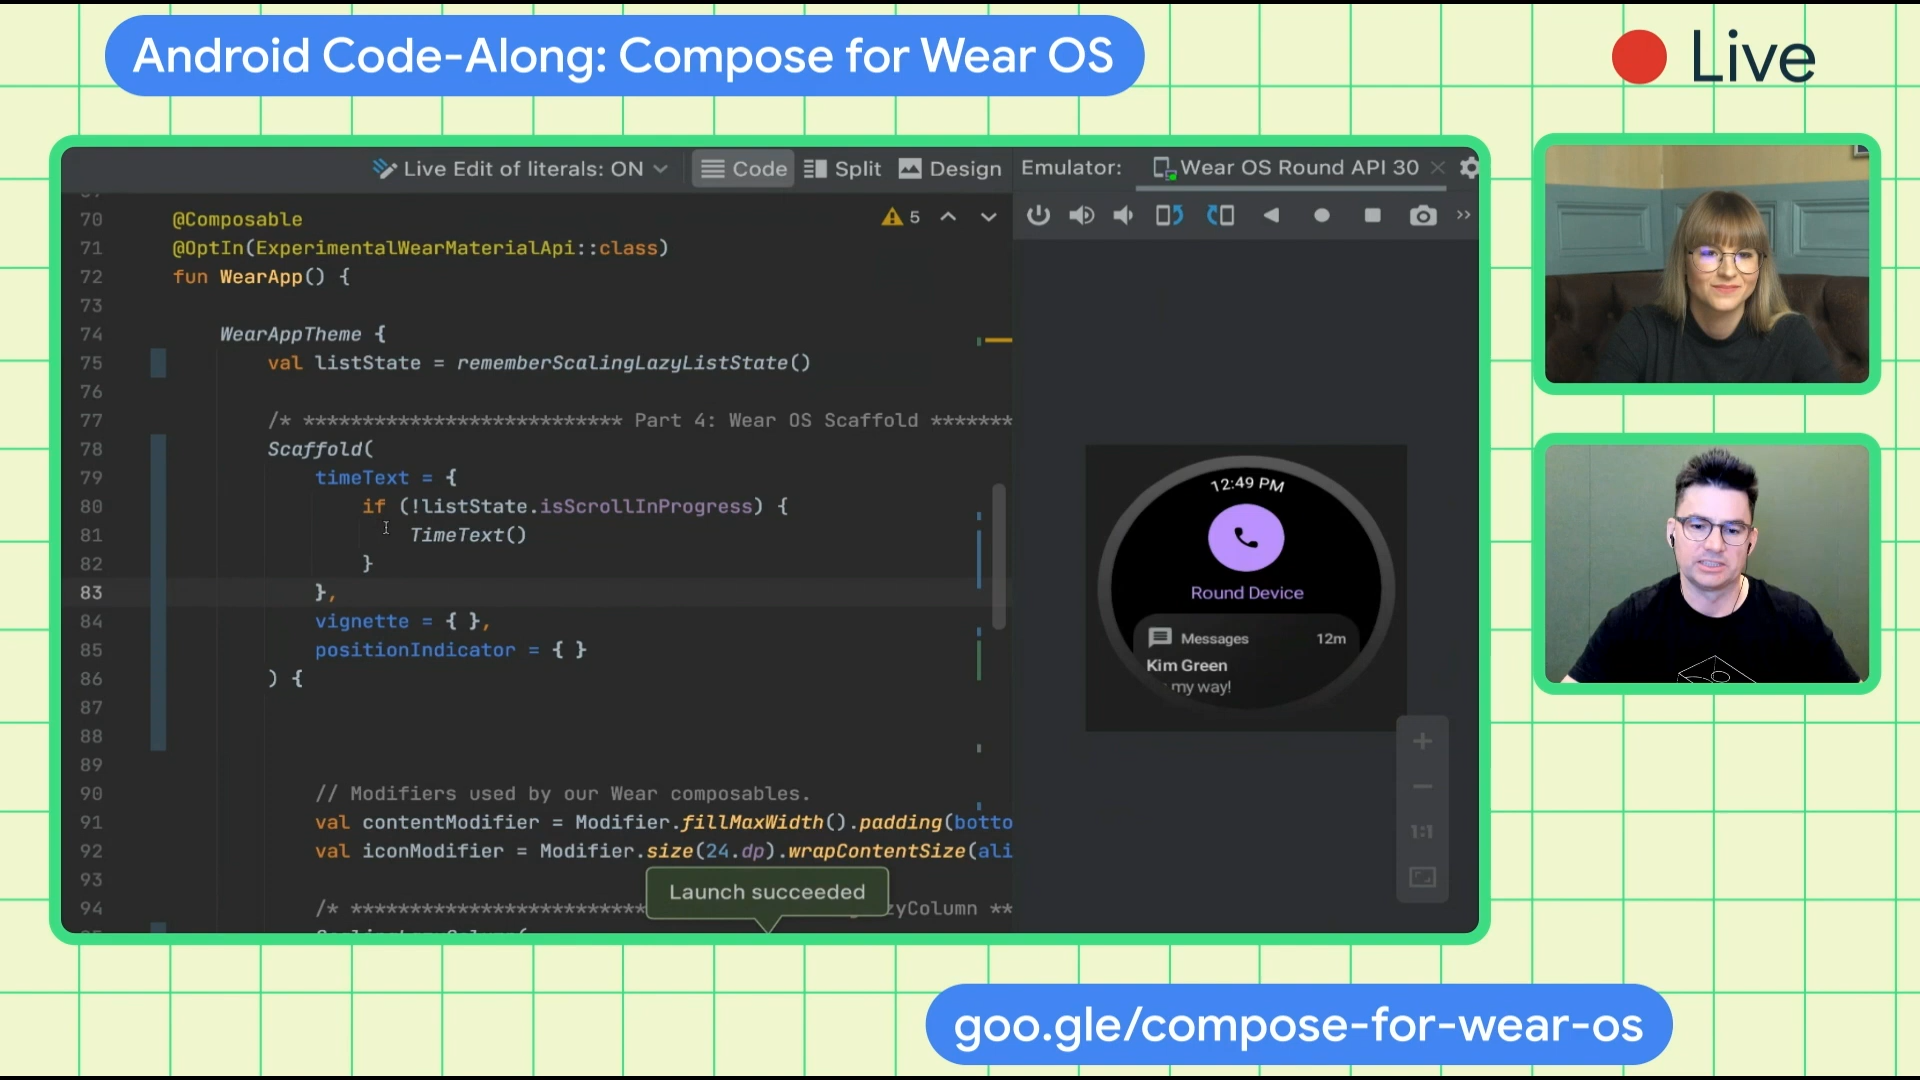 Android Code-Along: Compose for Wear OS
Live
Live Edit of literals: ON
Code
Split
Design
Emulator:
Wear OS Round API 30
5
70 @Composable
71 @OptIn(ExperimentalWearMaterialApi::class)
72 fun WearApp() {
73
74 WearAppTheme {
75 val listState = rememberScalingLazyListState()
76
77 /* *************************** Part 4: Wear OS Scaffold *******
78 Scaffold(
79 timeText = {
80 if (!listState.isScrollInProgress) {
81 TimeText()
82 }
83 },
84 vignette = { },
85 positionIndicator = { }
86 ) {
87
88
89
90 // Modifiers used by our Wear composables.
91 val contentModifier = Modifier.fillMaxWidth().padding(botto
92 val iconModifier = Modifier.size(24.dp).wrapContentSize(ali
93
94 /* ************************* zyColumn **
Launch succeeded
12:49 PM
Round Device
Messages 12m
Kim Green
my way!
1:1
goo.gle/compose-for-wear-os